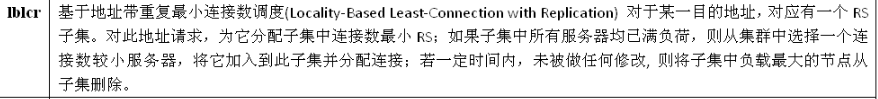 lblcr 基于地址带重复最小连接数调度(Locality-Based Least-Connection with Replication) 对于某一目的地址，对应有一个 RS
子集。对此地址请求，为它分配子集中连接数最小 RS；如果子集中所有服务器均已满负荷，则从集群中选择一个连
接数较小服务器，将它加入到此子集并分配连接；若一定时间内，未被做任何修改, 则将子集中负载最大的节点从
子集删除。